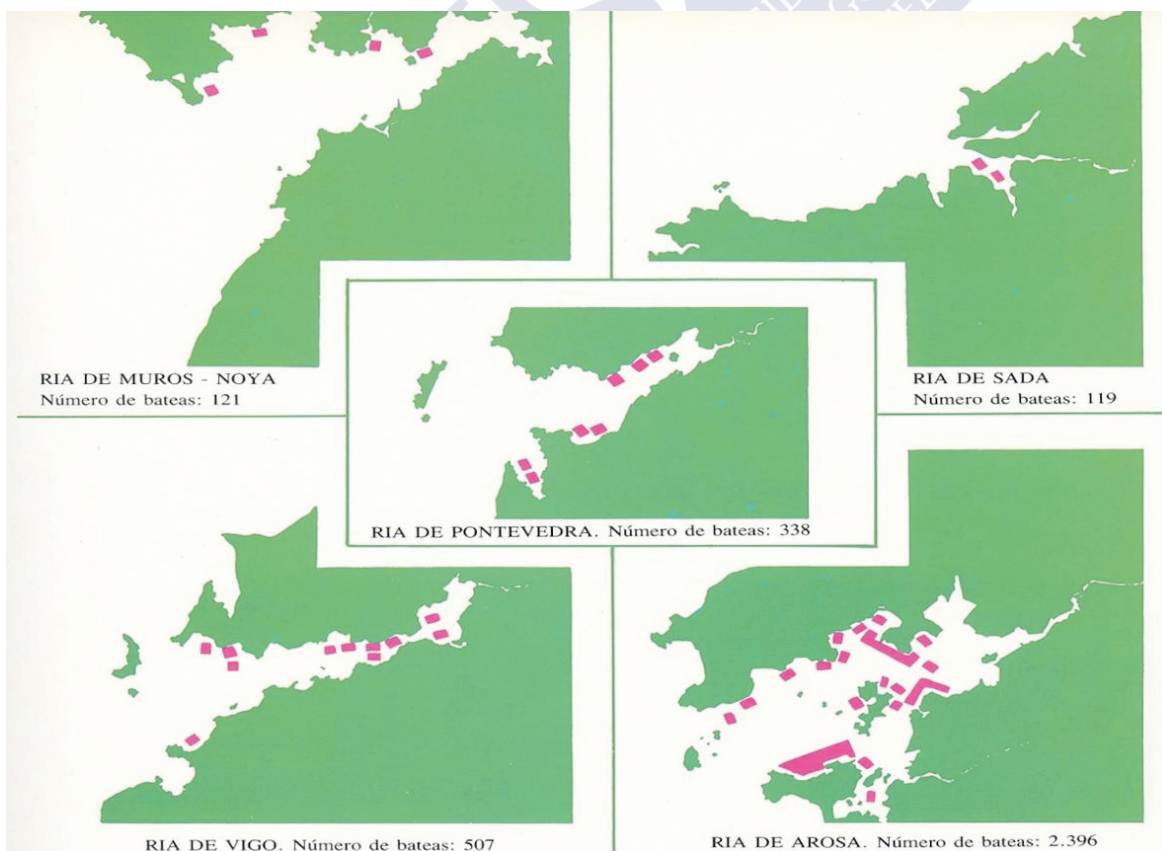 RIA DE MUROS - NOYA
Número de bateas: 121
RIA DE SADA
Número de bateas: 119
RIA DE PONTEVEDRA. Número de bateas: 338
RIA DE VIGO. Número de bateas: 507
RIA DE AROSA. Número de bateas: 2.396